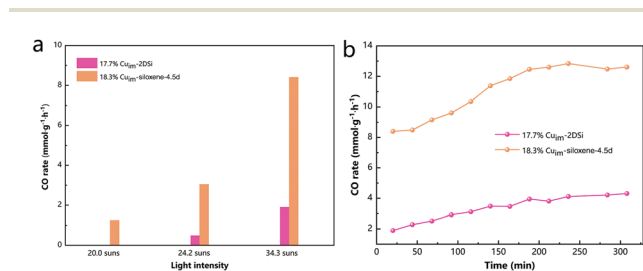 a
17.7% Cuim-2DSi
18.3% Cuim-siloxene-4.5d
CO rate (mmol·g⁻¹·h⁻¹)
10
8
6
4
2
0
20.0 suns 24.2 suns 34.3 suns
Light intensity
b
17.7% Cuim-2DSi
18.3% Cuim-siloxene-4.5d
CO rate (mmol·g⁻¹·h⁻¹)
14
12
10
8
6
4
2
0 50 100 150 200 250 300
Time (min)